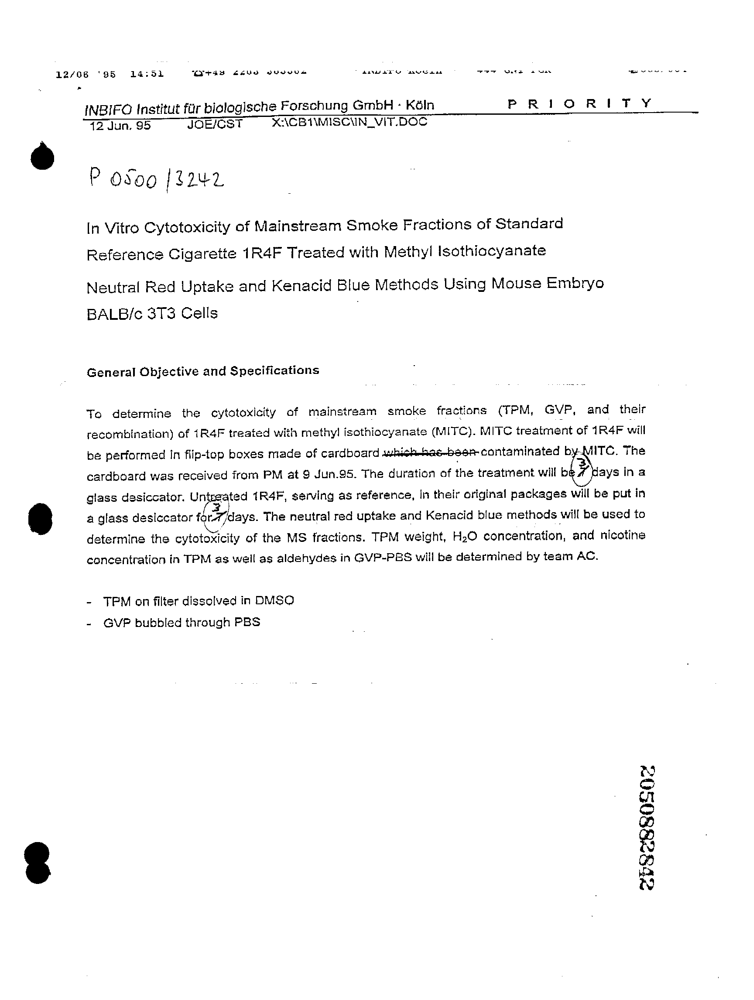 12/06 '95 14:51
INBIFO Institut für biologische Forschung GmbH · Köln P R I O R I T Y
12 Jun. 95 JOE/CST X:\CB1\MISC\IN_VIT.DOC
P 0500/3242
In Vitro Cytotoxicity of Mainstream Smoke Fractions of Standard
Reference Cigarette 1R4F Treated with Methyl Isothiocyanate
Neutral Red Uptake and Kenacid Blue Methods Using Mouse Embryo
BALB/c 3T3 Cells
General Objective and Specifications
To determine the cytotoxicity of mainstream smoke fractions (TPM, GVP, and their
recombination) of 1R4F treated with methyl isothiocyanate (MITC). MITC treatment of 1R4F will
be performed in flip-top boxes made of cardboard which has been contaminated by MITC. The
cardboard was received from PM at 9 Jun.95. The duration of the treatment will be 3 7 days in a
glass desiccator. Untreated 1R4F, serving as reference, in their original packages will be put in
a glass desiccator for 3 7 days. The neutral red uptake and Kenacid blue methods will be used to
determine the cytotoxicity of the MS fractions. TPM weight, H₂O concentration, and nicotine
concentration in TPM as well as aldehydes in GVP-PBS will be determined by team AC.
- TPM on filter dissolved in DMSO
- GVP bubbled through PBS
2050882842